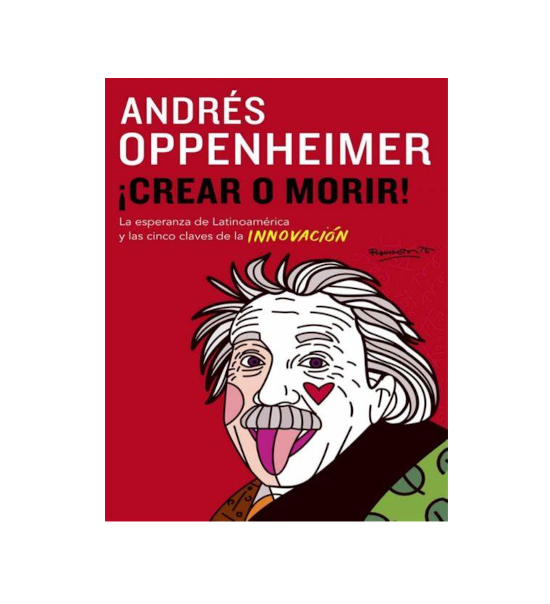 ANDRÉS
OPPENHEIMER
¡CREAR O MORIR!
La esperanza de Latinoamérica
y las cinco claves de la INNOVACIÓN